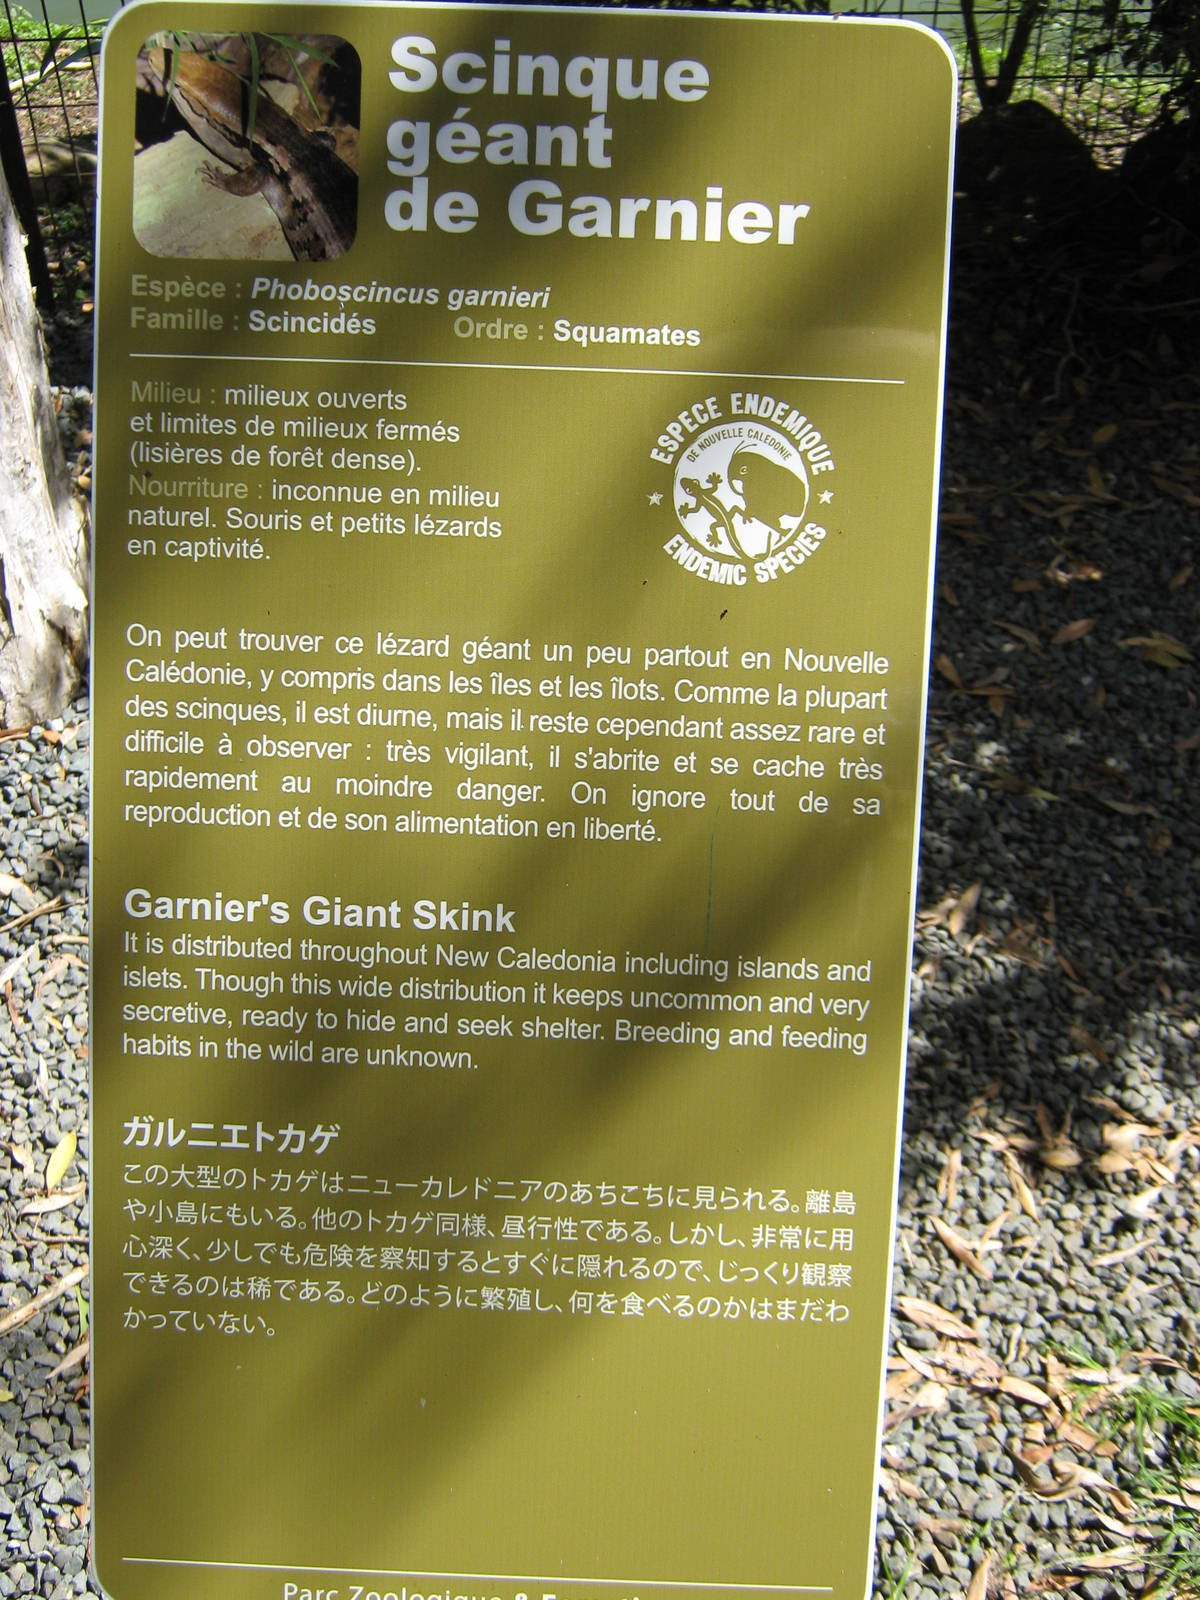 Scinque
géant
de Garnier
Espèce : Phoboscincus garnieri
Famille : Scincidés Ordre : Squamates
Milieu : milieux ouverts
et limites de milieux fermés
(lisières de forêt dense).
Nourriture : inconnue en milieu
naturel. Souris et petits lézards
en captivité.
ESPECE ENDEMIQUE
DE NOUVELLE CALEDONIE
ENDEMIC SPECIES
On peut trouver ce lézard géant un peu partout en Nouvelle
Calédonie, y compris dans les îles et les îlots. Comme la plupart
des scinques, il est diurne, mais il reste cependant assez rare et
difficile à observer : très vigilant, il s'abrite et se cache très
rapidement au moindre danger. On ignore tout de sa
reproduction et de son alimentation en liberté.
Garnier's Giant Skink
It is distributed throughout New Caledonia including islands and
islets. Though this wide distribution it keeps uncommon and very
secretive, ready to hide and seek shelter. Breeding and feeding
habits in the wild are unknown.
ガルニエトカゲ
この大型のトカゲはニューカレドニアのあちこちに見られる。離島
や小島にもいる。他のトカゲ同様、昼行性である。しかし、非常に用
心深く、少しでも危険を察知するとすぐに隠れるので、じっくり観察
できるのは稀である。どのように繁殖し、何を食べるのかはまだわ
かっていない。
Parc Zoologique &